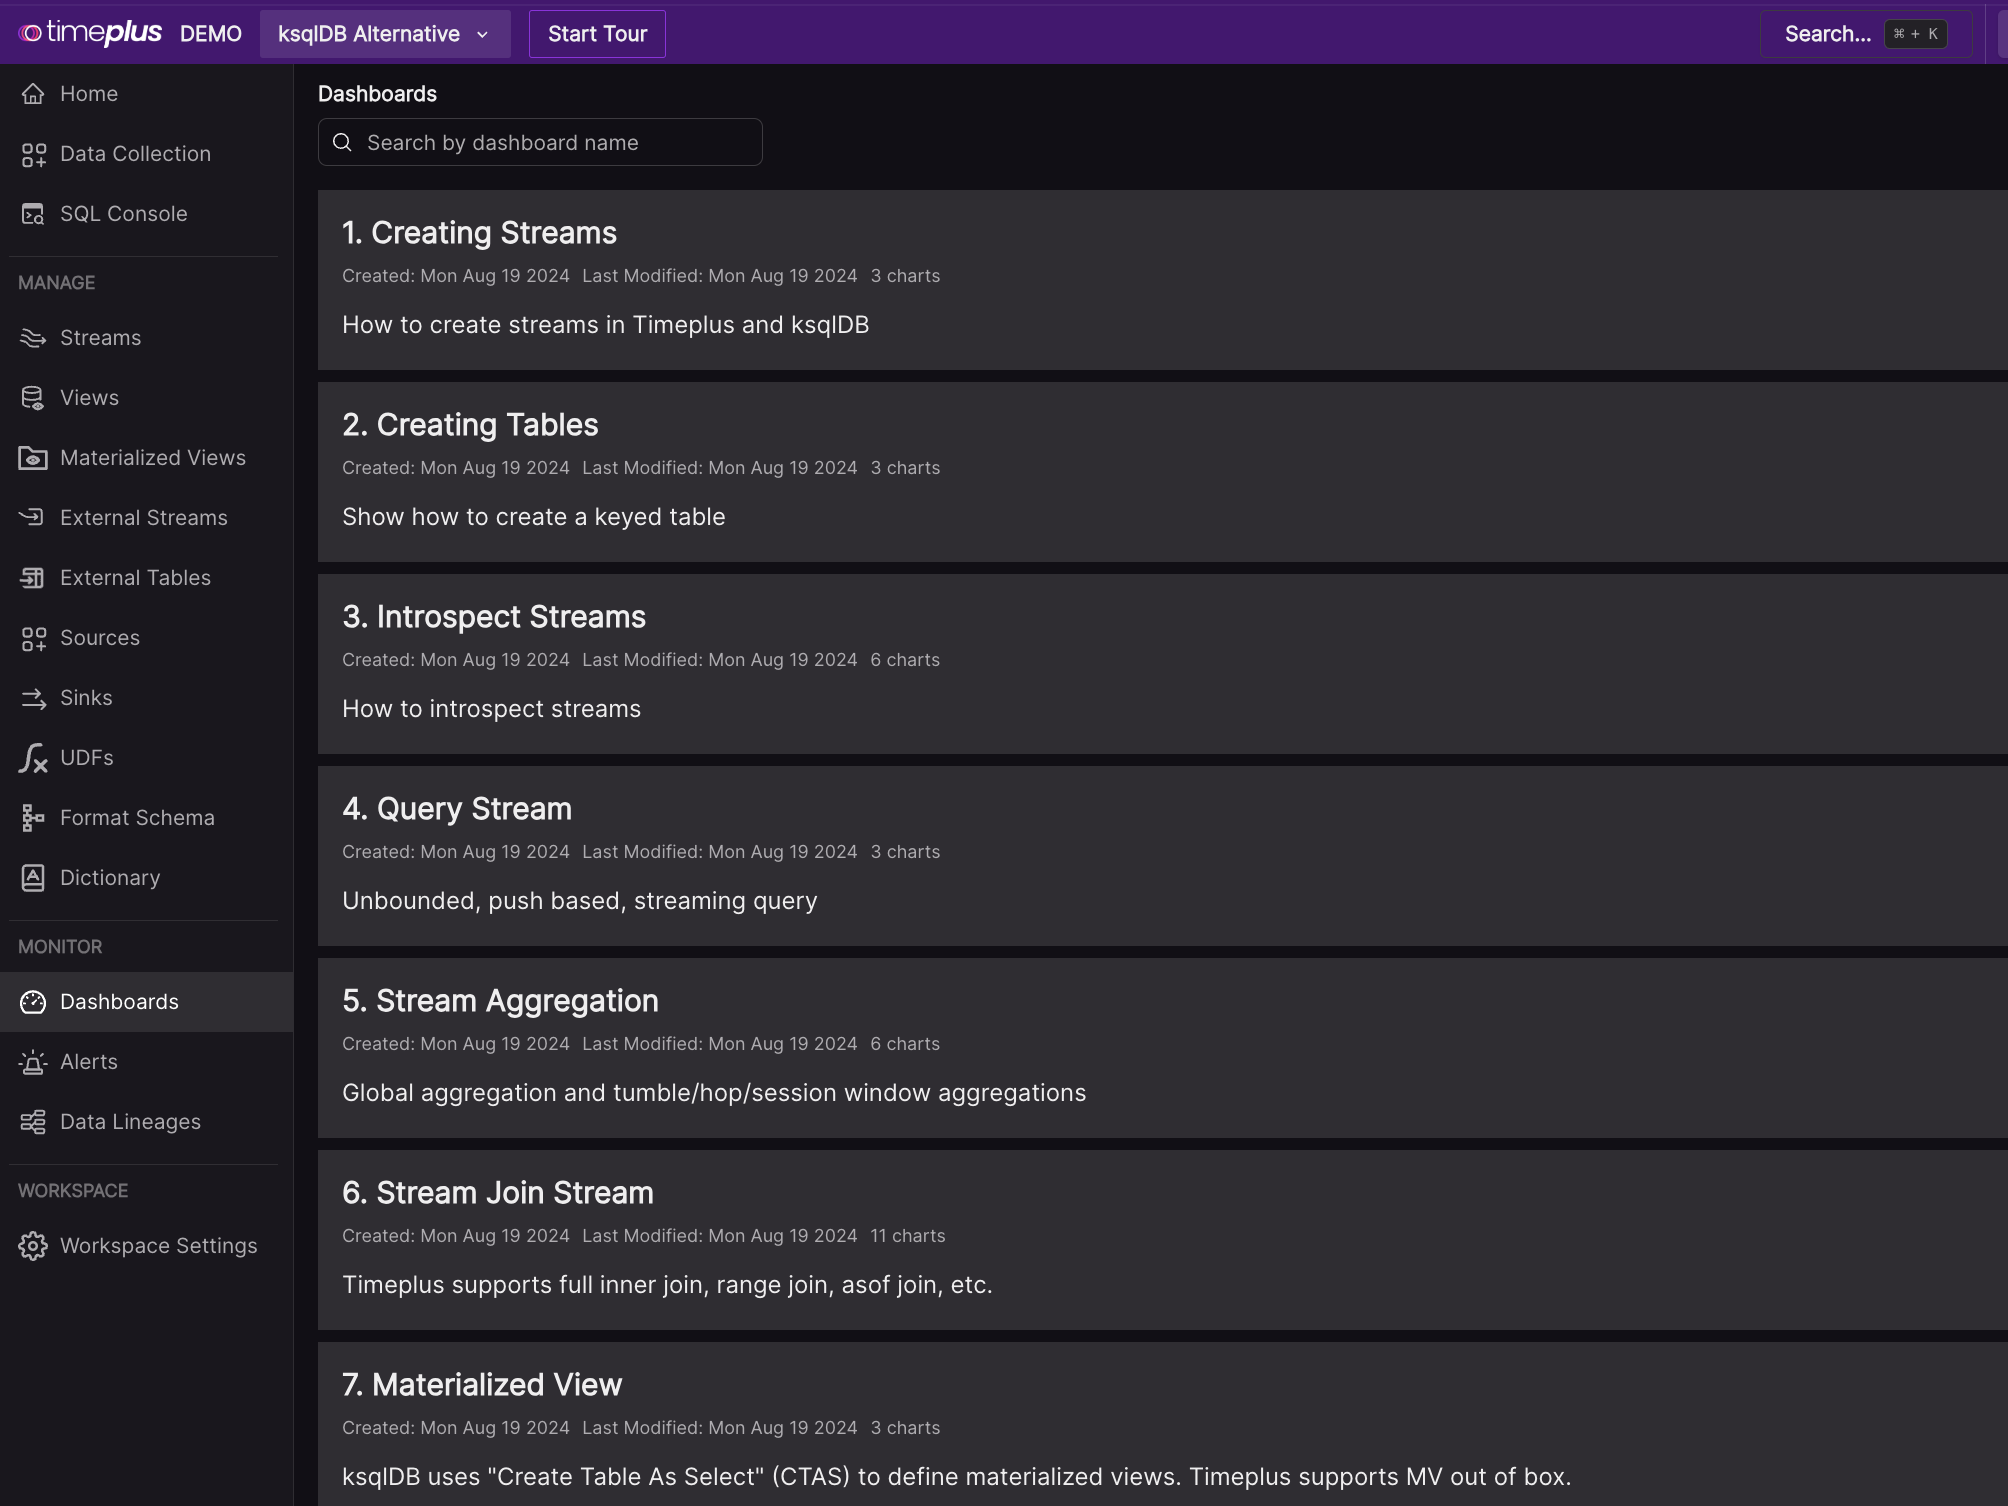 timeplus DEMO ksqlDB Alternative Start Tour Search... ⌘ + K
Home
Data Collection
SQL Console
MANAGE
Streams
Views
Materialized Views
External Streams
External Tables
Sources
Sinks
UDFs
Format Schema
Dictionary
MONITOR
Dashboards
Alerts
Data Lineages
WORKSPACE
Workspace Settings
Dashboards
Search by dashboard name
1. Creating Streams
Created: Mon Aug 19 2024 Last Modified: Mon Aug 19 2024 3 charts
How to create streams in Timeplus and ksqlDB
2. Creating Tables
Created: Mon Aug 19 2024 Last Modified: Mon Aug 19 2024 3 charts
Show how to create a keyed table
3. Introspect Streams
Created: Mon Aug 19 2024 Last Modified: Mon Aug 19 2024 6 charts
How to introspect streams
4. Query Stream
Created: Mon Aug 19 2024 Last Modified: Mon Aug 19 2024 3 charts
Unbounded, push based, streaming query
5. Stream Aggregation
Created: Mon Aug 19 2024 Last Modified: Mon Aug 19 2024 6 charts
Global aggregation and tumble/hop/session window aggregations
6. Stream Join Stream
Created: Mon Aug 19 2024 Last Modified: Mon Aug 19 2024 11 charts
Timeplus supports full inner join, range join, asof join, etc.
7. Materialized View
Created: Mon Aug 19 2024 Last Modified: Mon Aug 19 2024 3 charts
ksqlDB uses "Create Table As Select" (CTAS) to define materialized views. Timeplus supports MV out of box.